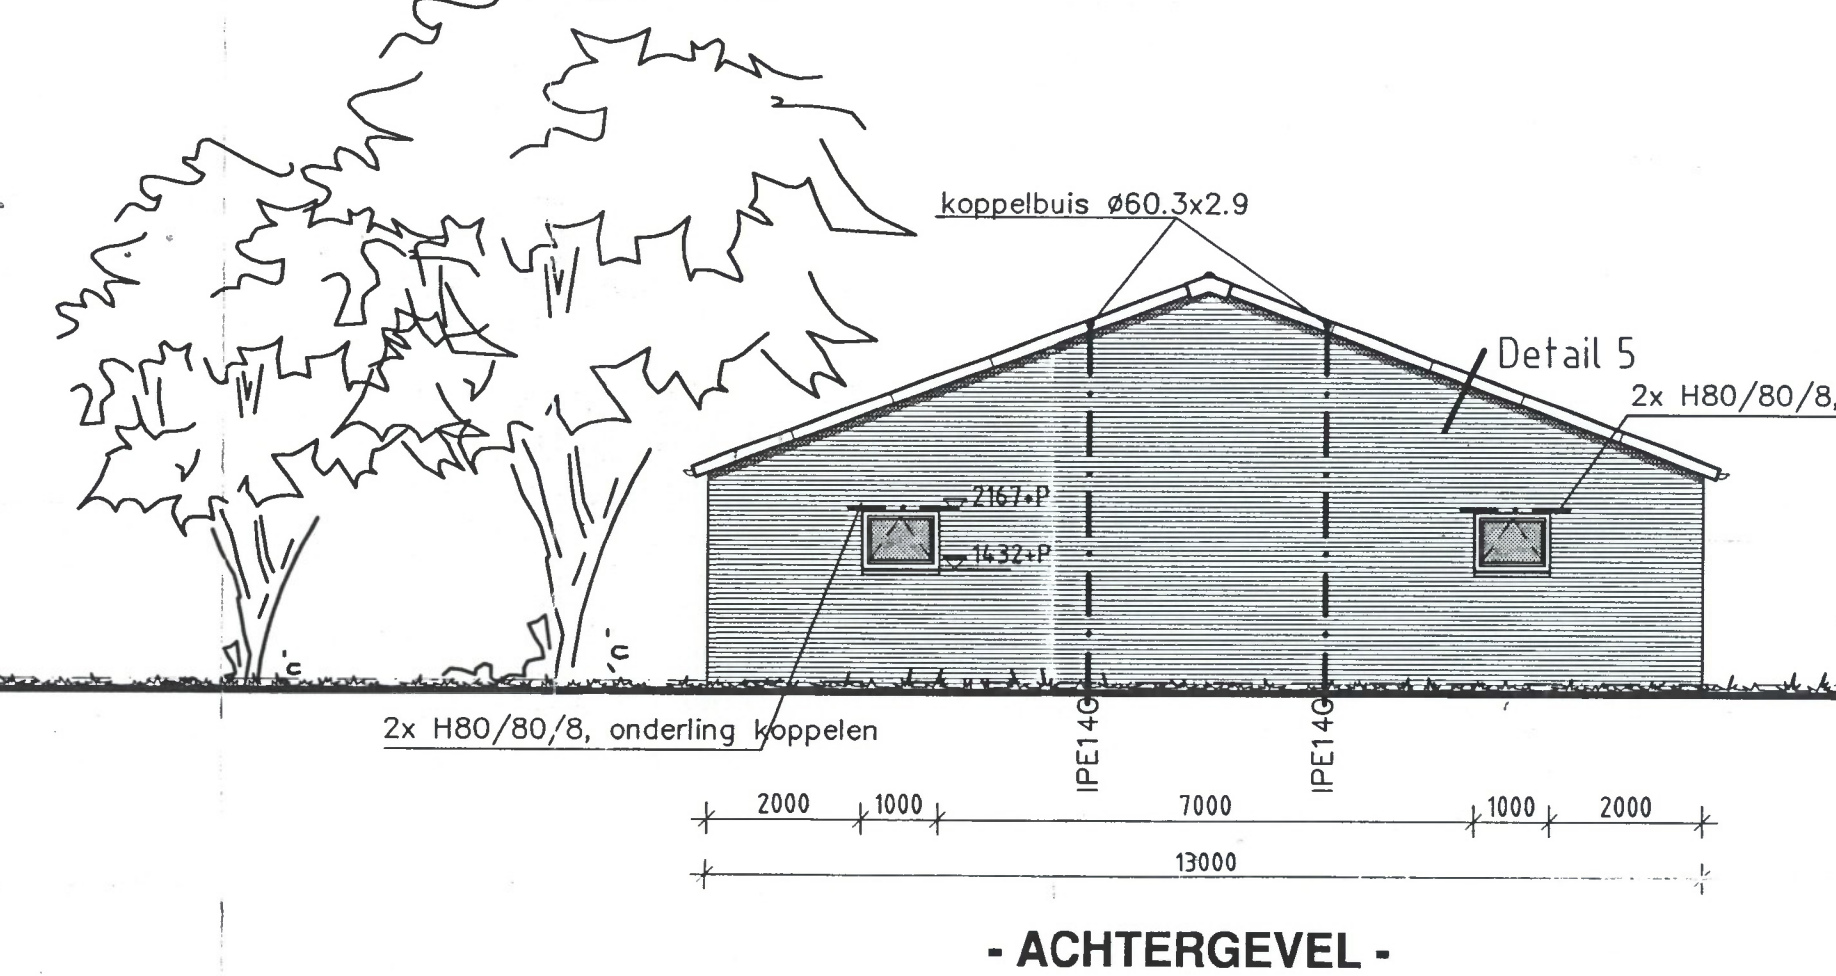 koppelbuis ø60.3x2.9
Detail 5
2x H80/80/8,
2167+P
1432+P
2x H80/80/8, onderling koppelen
IPE140
IPE140
2000 1000 7000 1000 2000
13000
- ACHTERGEVEL -